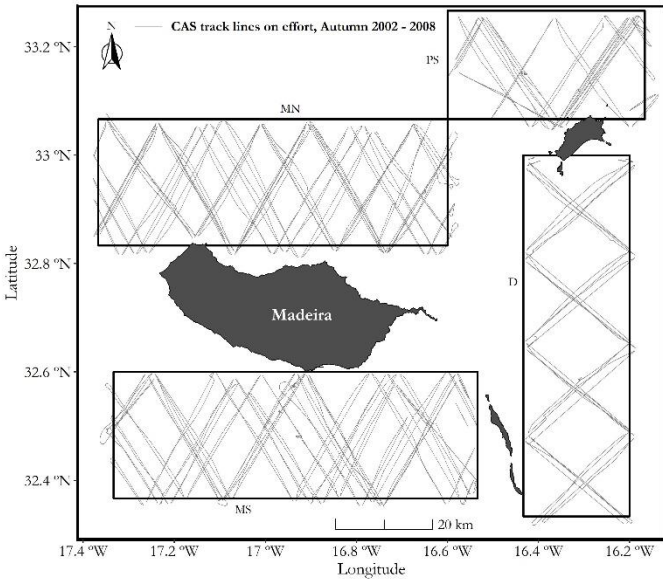 N
CAS track lines on effort, Autumn 2002 - 2008
33.2 ºN
PS
MN
33 ºN
Latitude
32.8 ºN
D
Madeira
32.6 ºN
32.4 ºN
MS
20 km
17.4 ºW
17.2 ºW
17 ºW
16.8 ºW
16.6 ºW
16.4 ºW
16.2 ºW
Longitude